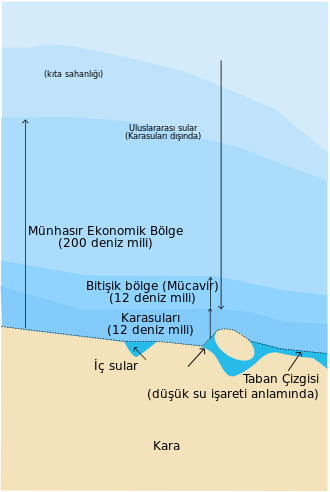 (kıta sahanlığı)
Uluslararası sular
(Karasuları dışında)
Münhasır Ekonomik Bölge
(200 deniz mili)
Bitişik bölge (Mücavir)
(12 deniz mili)
Karasuları
(12 deniz mili)
İç sular
Taban Çizgisi
(düşük su işareti anlamında)
Kara